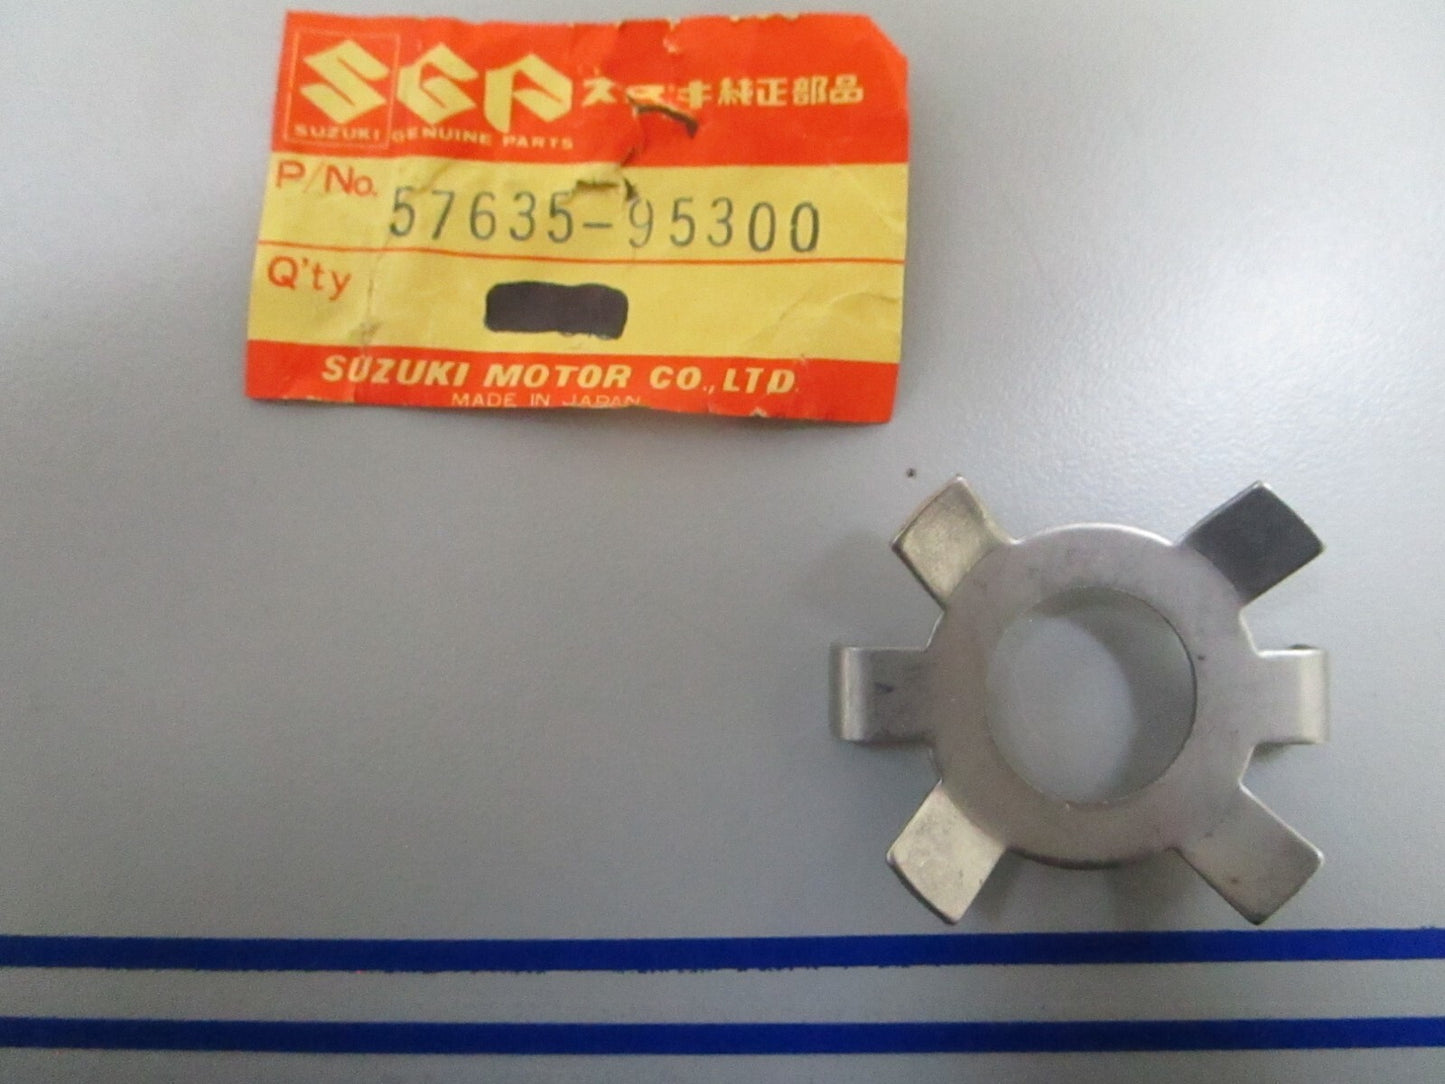 SGP スズキ純正部品
SUZUKI GENUINE PARTS
P/No. 57635-95300
Q'ty
SUZUKI MOTOR CO., LTD.
MADE IN JAPAN